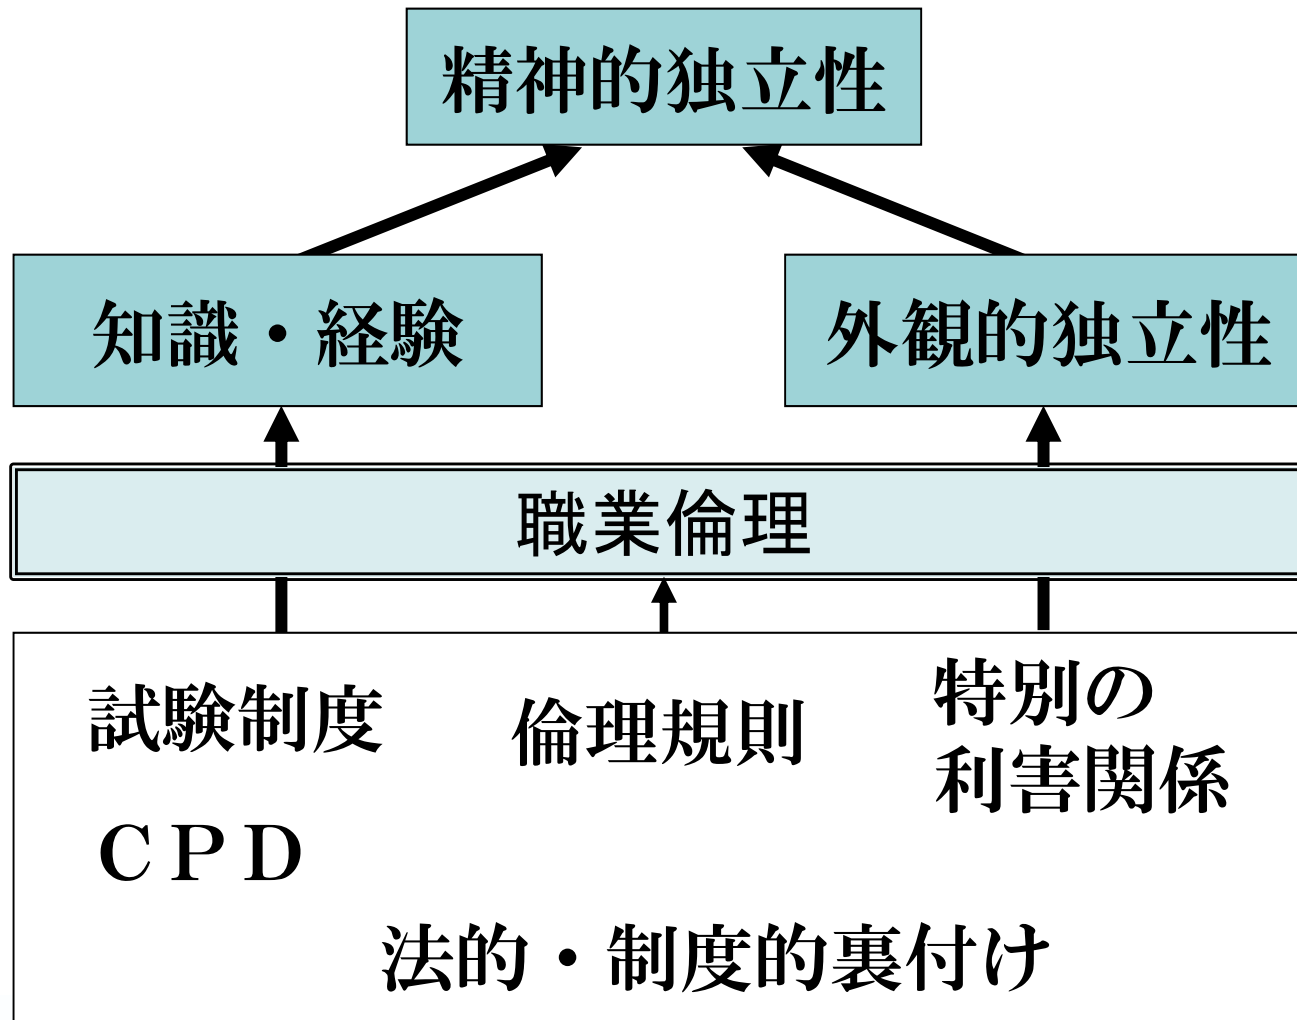 精神的独立性
知識・経験
外観的独立性
職業倫理
試験制度
倫理規則
特別の
利害関係
ＣＰＤ
法的・制度的裏付け